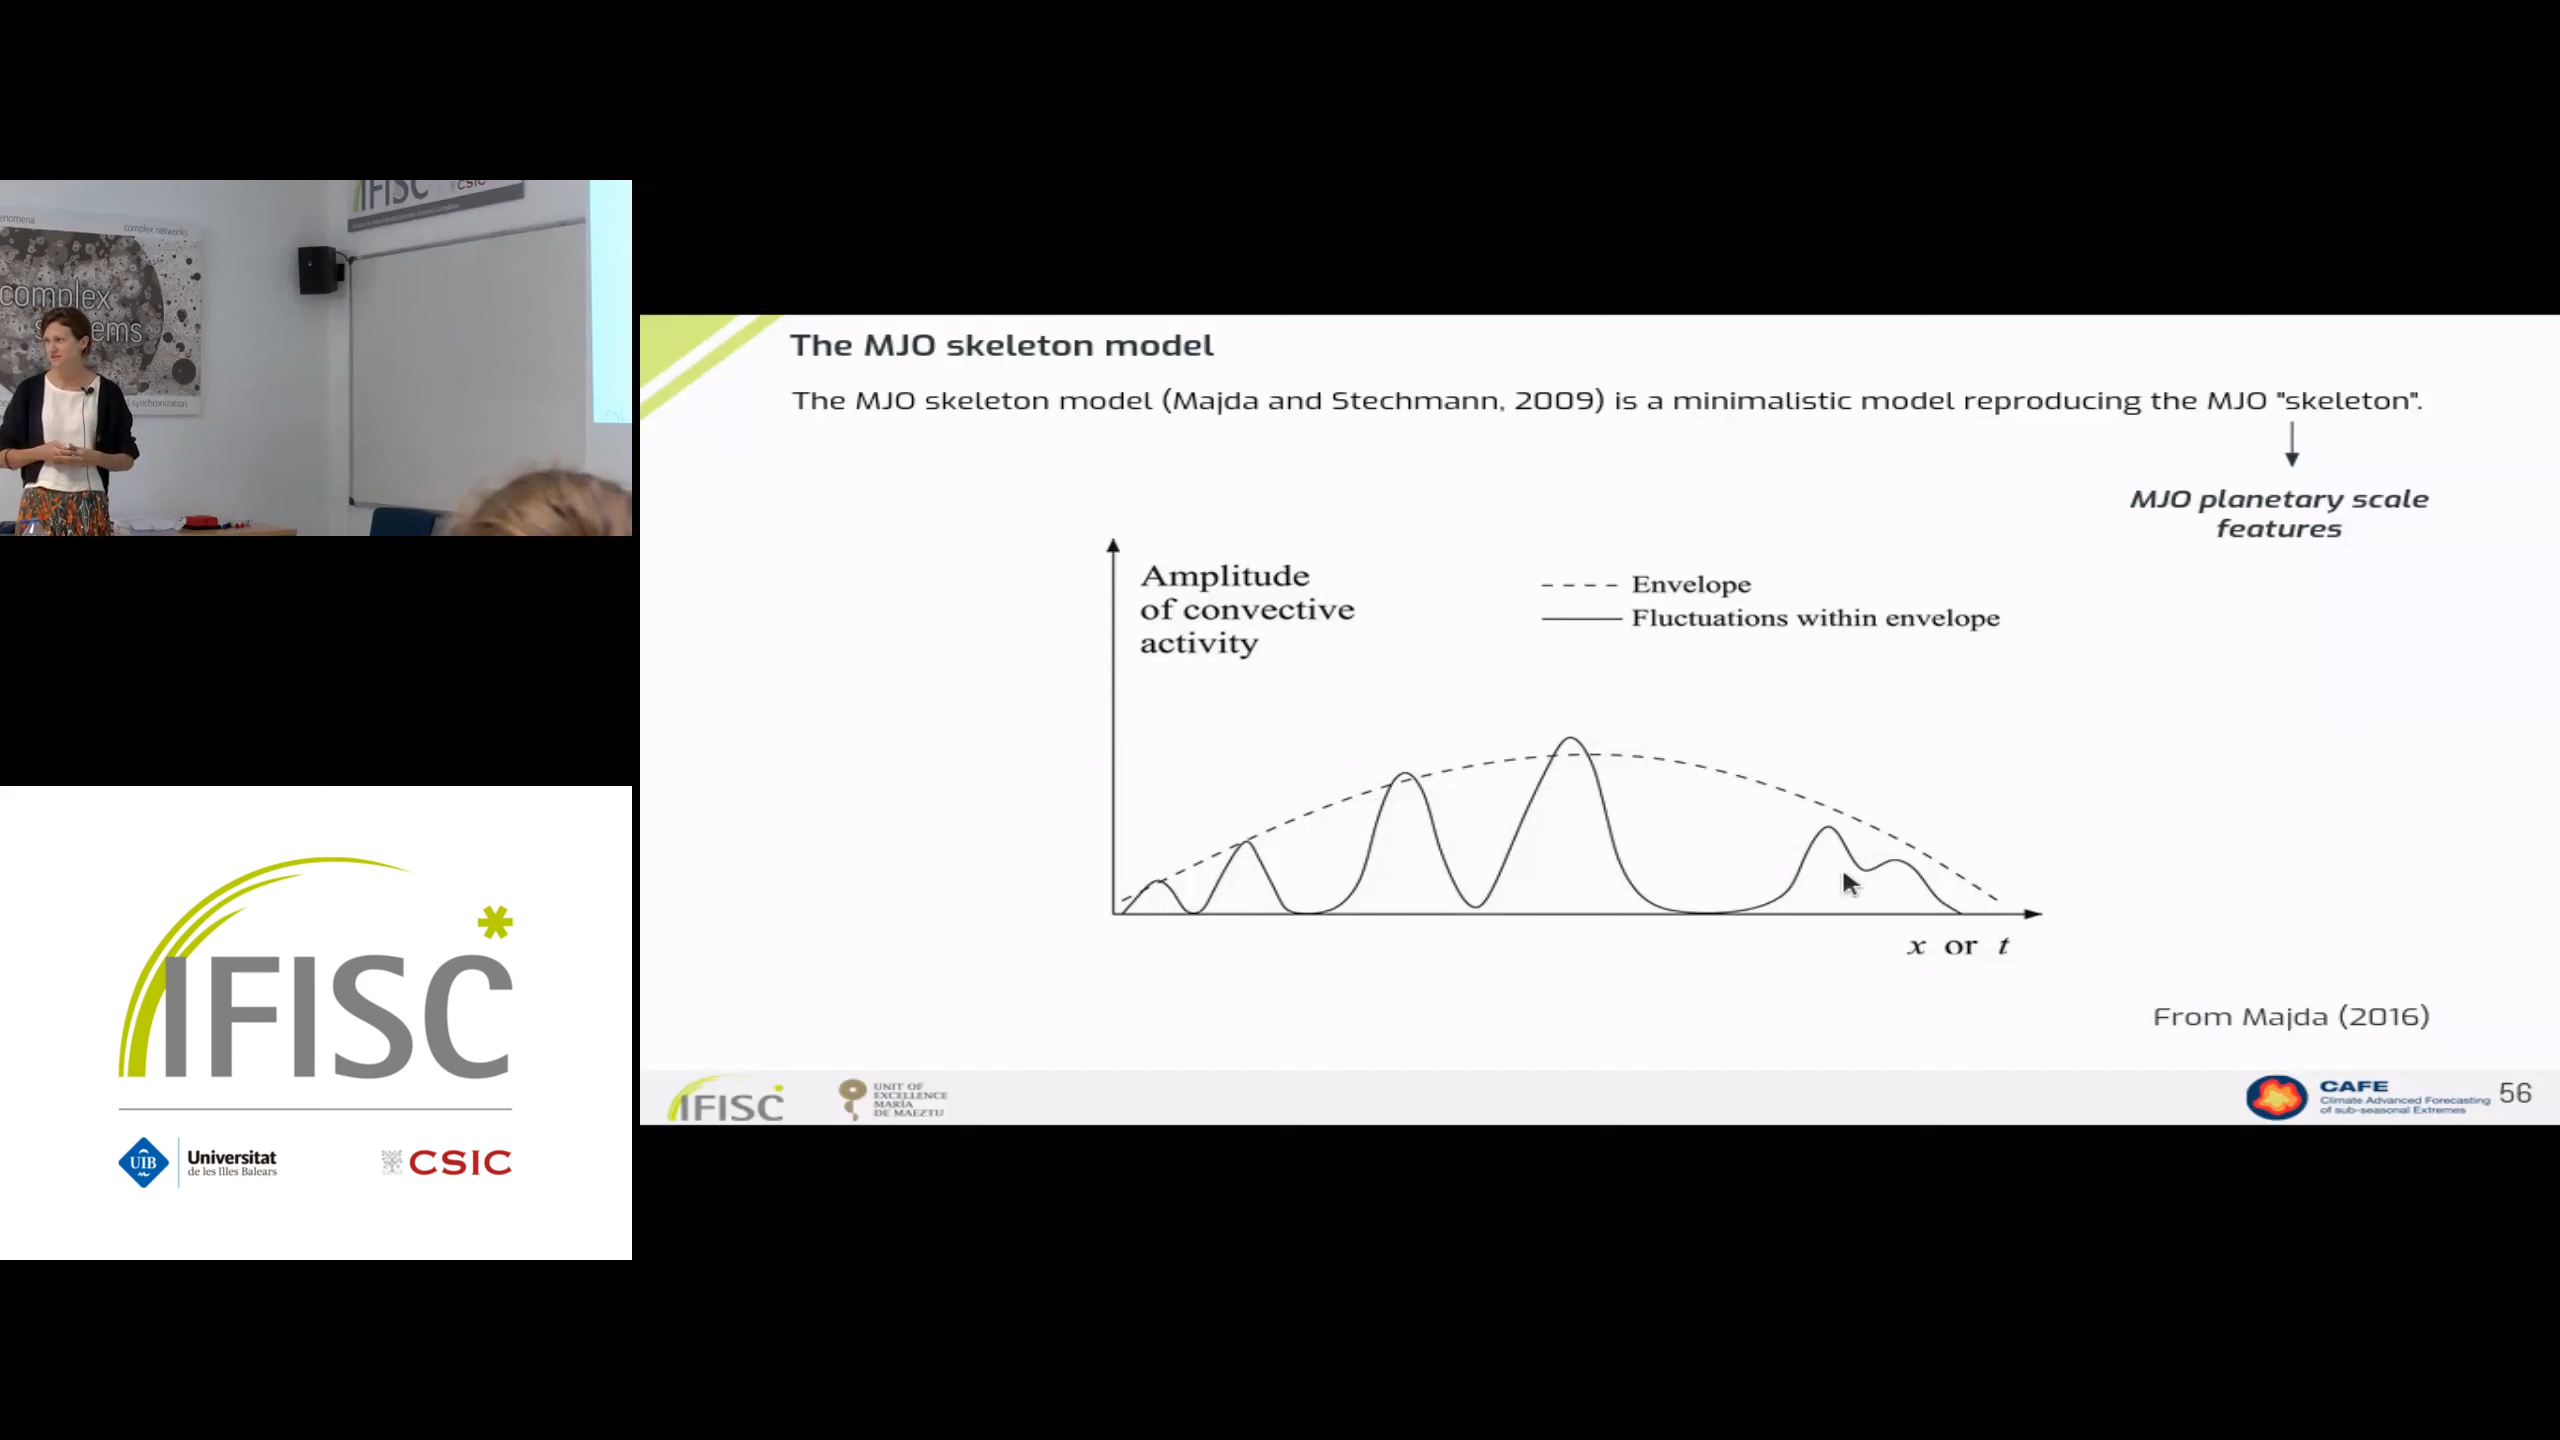 IFISC
CSIC
complex networks
complex
synchronization
The MJO skeleton model
The MJO skeleton model (Majda and Stechmann, 2009) is a minimalistic model reproducing the MJO "skeleton".
MJO planetary scale
features
Amplitude
of convective
activity
Envelope
Fluctuations within envelope
x or t
From Majda (2016)
IFISC
UNIT OF
EXCELLENCE
MARÍA
DE MAEZTU
CAFE
Climate Advanced Forecasting
of sub-seasonal Extremes
56
IFISC
UIB
Universitat
de les Illes Balears
CSIC